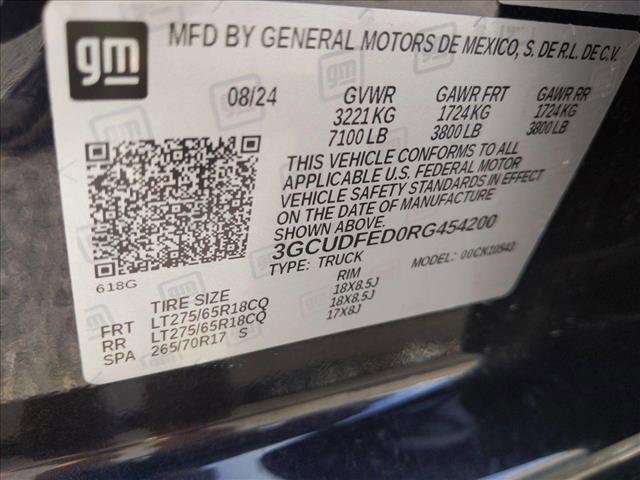 gm
MFD BY GENERAL MOTORS DE MEXICO, S. DE R.L. DE C.V.
08/24 GVWR GAWR FRT GAWR RR
3221 KG 1724 KG 1724 KG
7100 LB 3800 LB 3800 LB
THIS VEHICLE CONFORMS TO ALL
APPLICABLE U.S. FEDERAL MOTOR
VEHICLE SAFETY STANDARDS IN EFFECT
ON THE DATE OF MANUFACTURE
SHOWN ABOVE
3GCUDFED0RG454200
TYPE: TRUCK MODEL: 00CK10543
618G
TIRE SIZE RIM
FRT LT275/65R18CQ 18X8.5J
RR LT275/65R18CQ 18X8.5J
SPA 265/70R17 S 17X8J